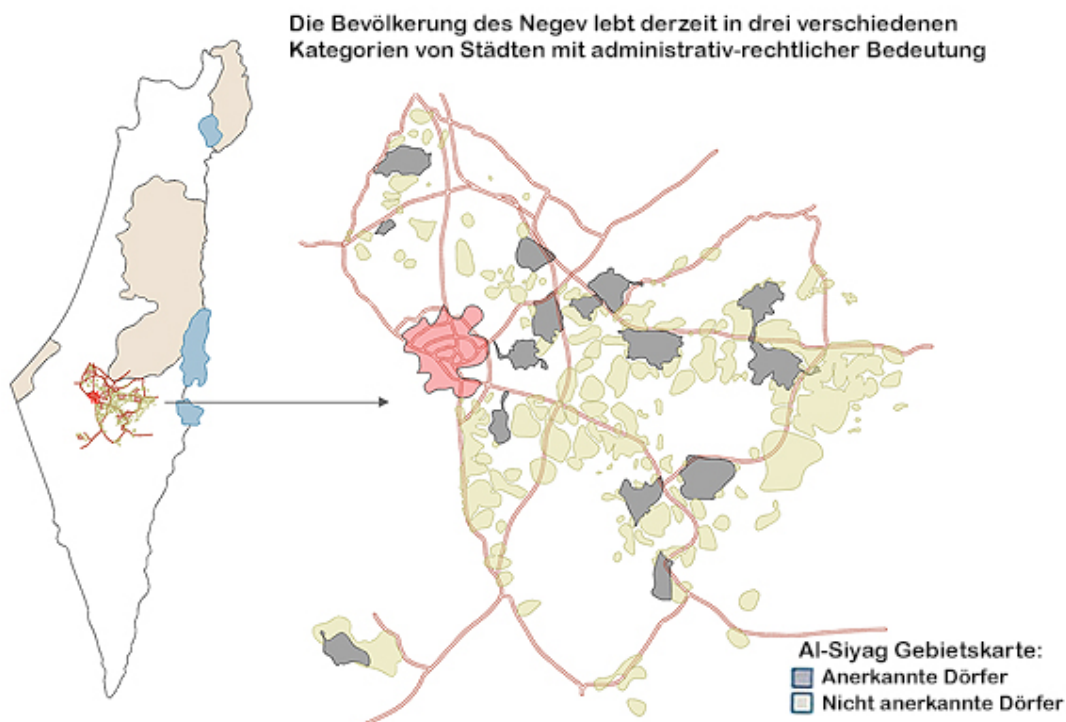 Die Bevölkerung des Negev lebt derzeit in drei verschiedenen
Kategorien von Städten mit administrativ-rechtlicher Bedeutung
Al-Siyag Gebietskarte:
Anerkannte Dörfer
Nicht anerkannte Dörfer